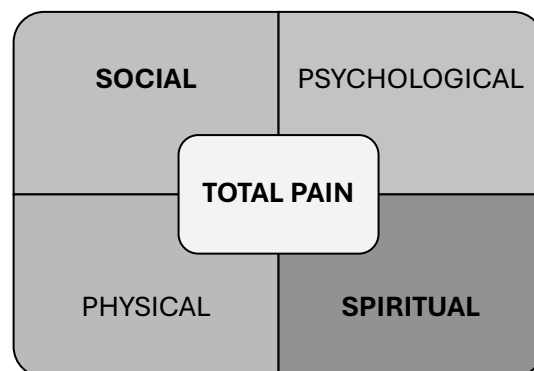 SOCIAL
PSYCHOLOGICAL
TOTAL PAIN
PHYSICAL
SPIRITUAL